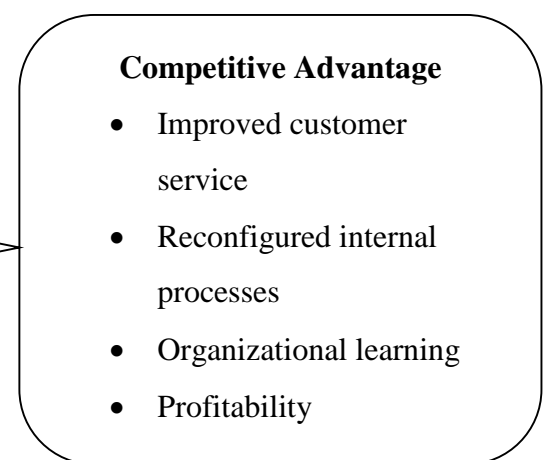 Competitive Advantage
• Improved customer
service
• Reconfigured internal
processes
• Organizational learning
• Profitability